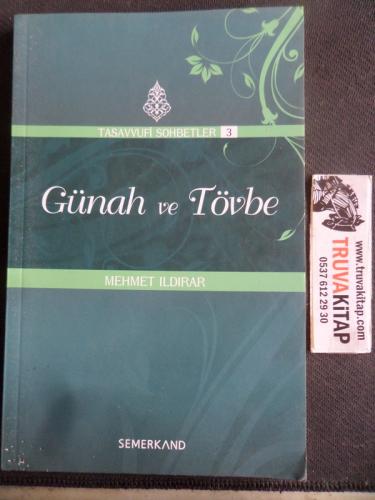 TASAVVUFİ SOHBETLER 3
Günah ve Tövbe
MEHMET ILDIRAR
SEMERKAND
www.truvakitap.com
TRUVAKİTAP
0537 612 29 30